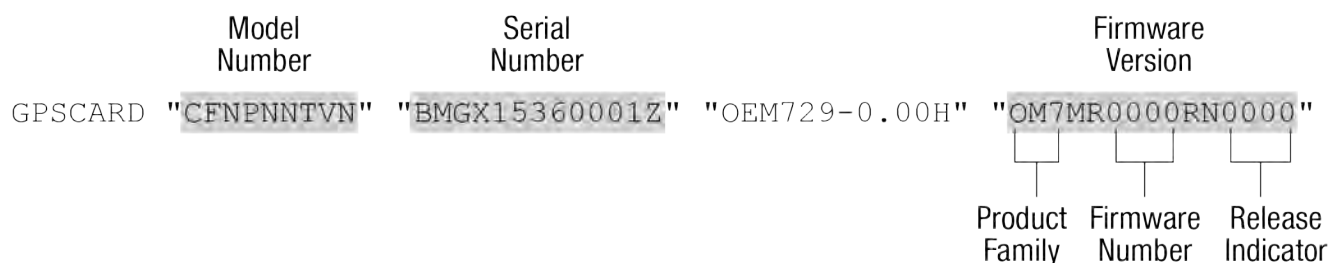 Model Serial Firmware
Number Number Version
GPSCARD "CFNPNNTVN" "BMGX15360001Z" "OEM729-0.00H" "OM7MR0000RN0000"
Product Firmware Release
Family Number Indicator